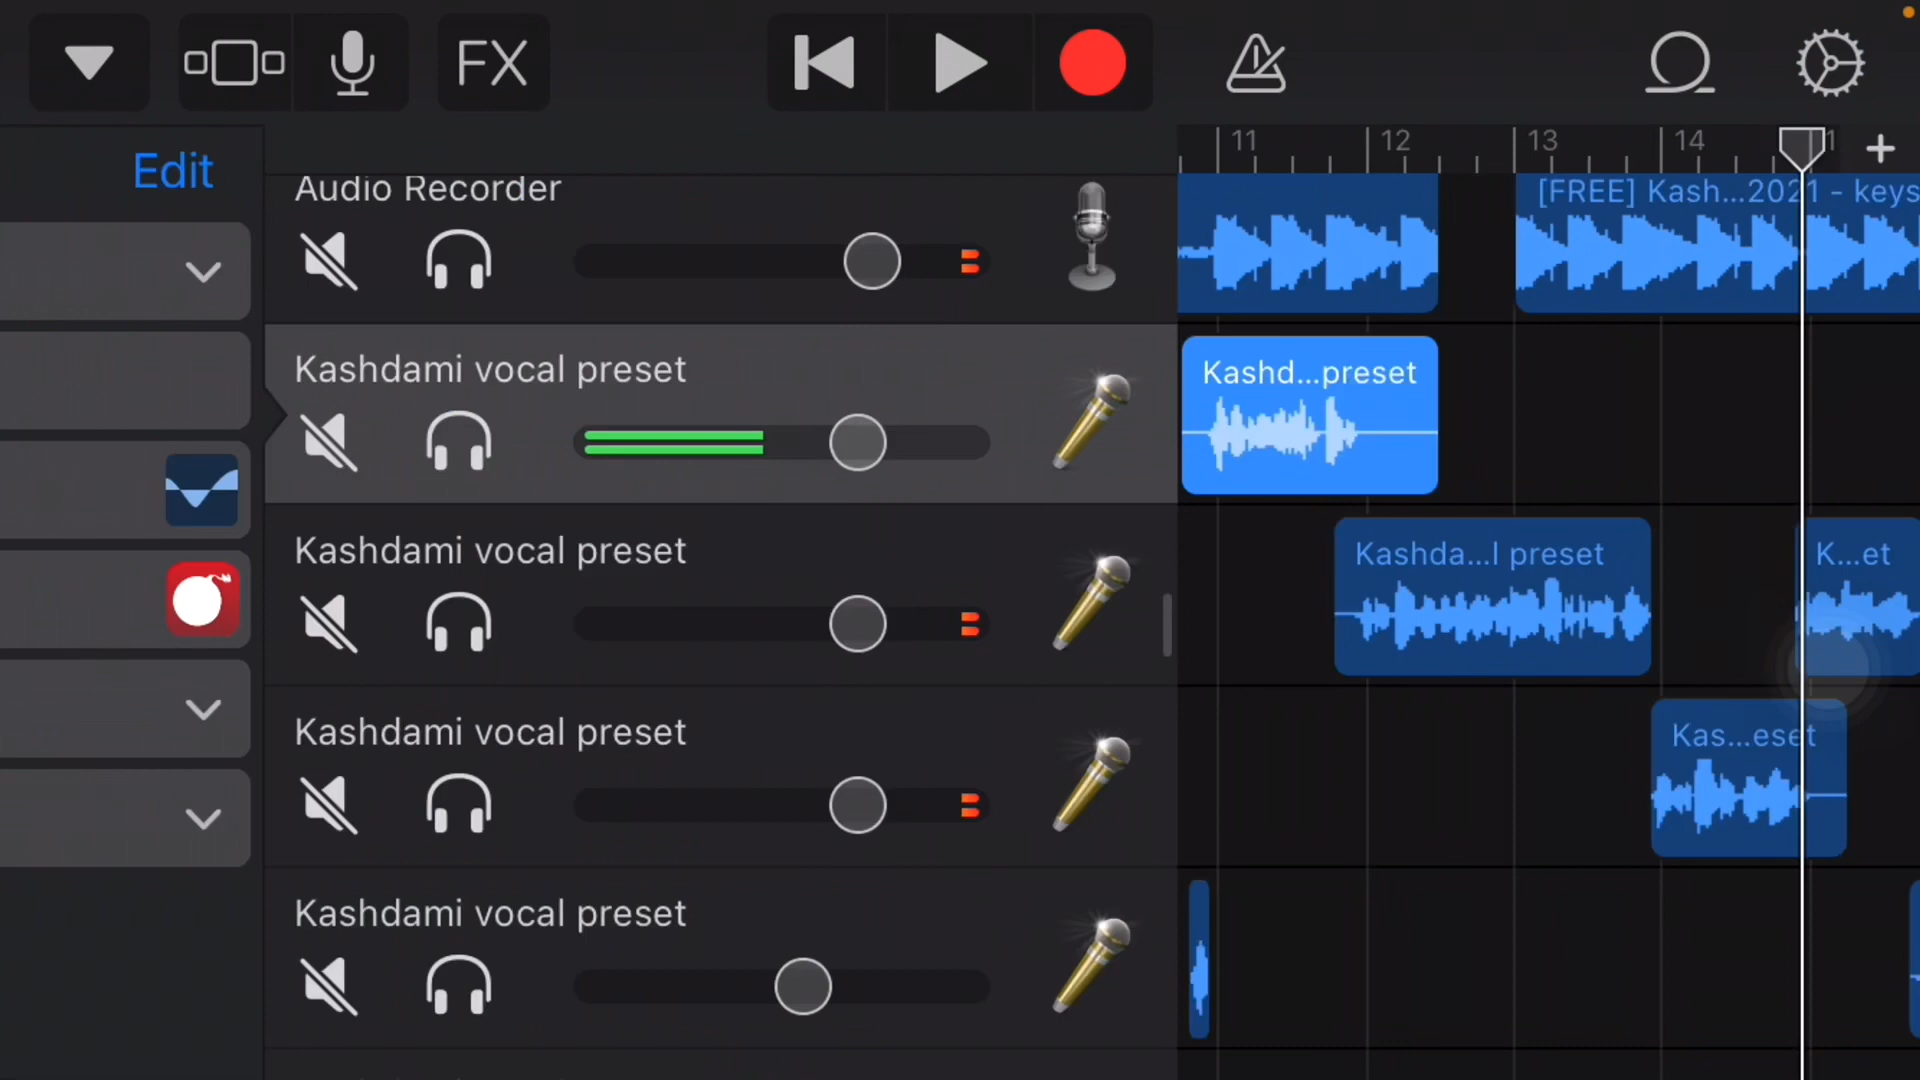 FX
11
12
13
14
1
Edit
Audio Recorder
[FREE] Kash...2021 - keys
Kashdami vocal preset
Kashd...preset
Kashdami vocal preset
Kashda...l preset
K...et
Kashdami vocal preset
Kas...eset
Kashdami vocal preset